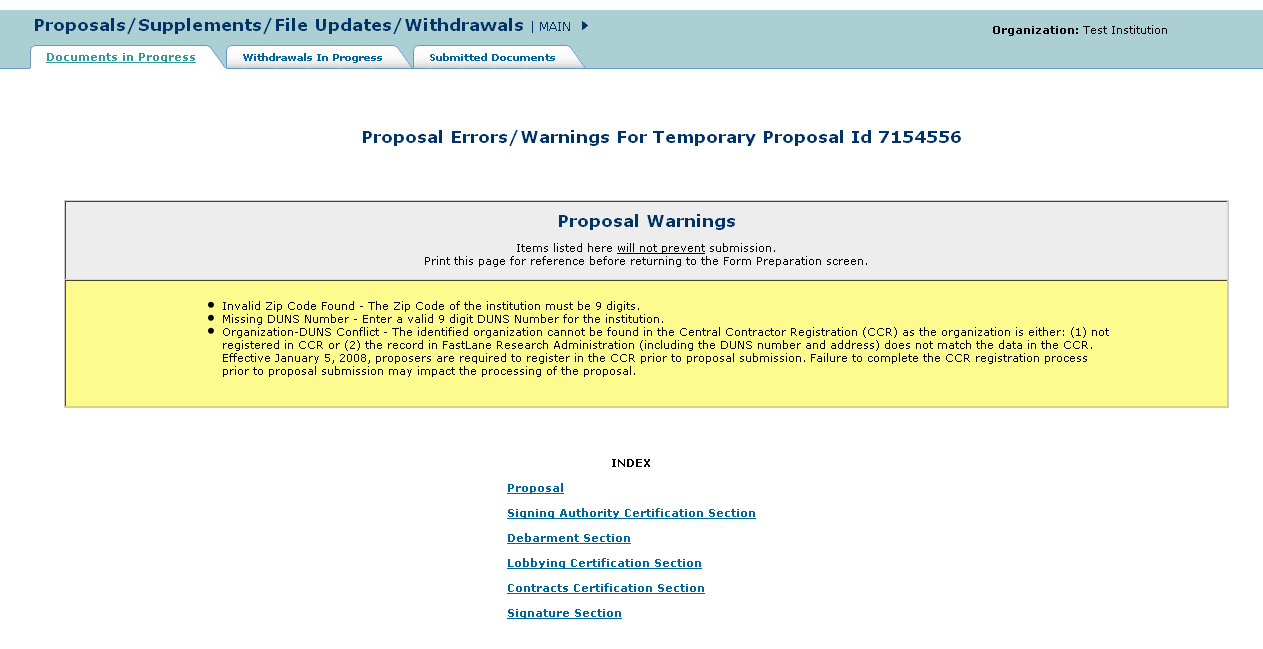 Proposals/Supplements/File Updates/Withdrawals | MAIN
Organization: Test Institution
Documents in Progress
Withdrawals In Progress
Submitted Documents
Proposal Errors/Warnings For Temporary Proposal Id 7154556
Proposal Warnings
Items listed here will not prevent submission.
Print this page for reference before returning to the Form Preparation screen.
Invalid Zip Code Found - The Zip Code of the institution must be 9 digits.
Missing DUNS Number - Enter a valid 9 digit DUNS Number for the institution.
Organization-DUNS Conflict - The identified organization cannot be found in the Central Contractor Registration (CCR) as the organization is either: (1) not
registered in CCR or (2) the record in FastLane Research Administration (including the DUNS number and address) does not match the data in the CCR.
Effective January 5, 2008, proposers are required to register in the CCR prior to proposal submission. Failure to complete the CCR registration process
prior to proposal submission may impact the processing of the proposal.
INDEX
Proposal
Signing Authority Certification Section
Debarment Section
Lobbying Certification Section
Contracts Certification Section
Signature Section